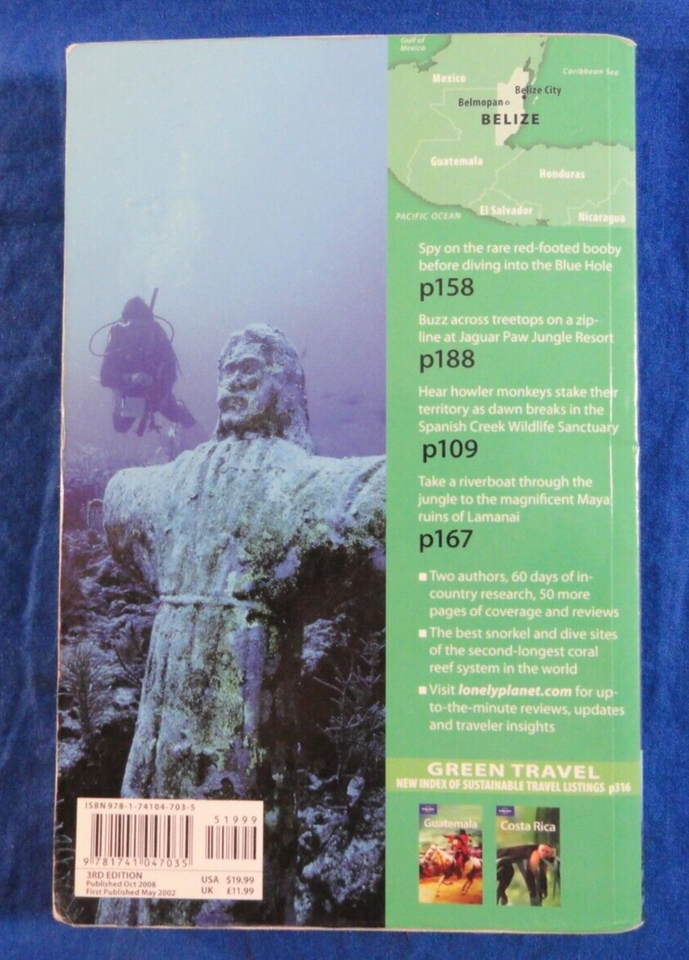 Gulf of
Mexico
Mexico
Caribbean Sea
Belize City
Belmopan
BELIZE
Guatemala
Honduras
El Salvador
PACIFIC OCEAN
Nicaragua
Spy on the rare red-footed booby
before diving into the Blue Hole
p158
Buzz across treetops on a zip-
line at Jaguar Paw Jungle Resort
p188
Hear howler monkeys stake their
territory as dawn breaks in the
Spanish Creek Wildlife Sanctuary
p109
Take a riverboat through the
jungle to the magnificent Maya
ruins of Lamanai
p167
■ Two authors, 60 days of in-
country research, 50 more
pages of coverage and reviews
■ The best snorkel and dive sites
of the second-longest coral
reef system in the world
■ Visit lonelyplanet.com for up-
to-the-minute reviews, updates
and traveler insights
GREEN TRAVEL
NEW INDEX OF SUSTAINABLE TRAVEL LISTINGS p316
Guatemala
Costa Rica
ISBN 978-1-74104-703-5
51999
9 781741 047035
3RD EDITION
Published Oct 2008
First Published May 2002
USA $19.99
UK £11.99